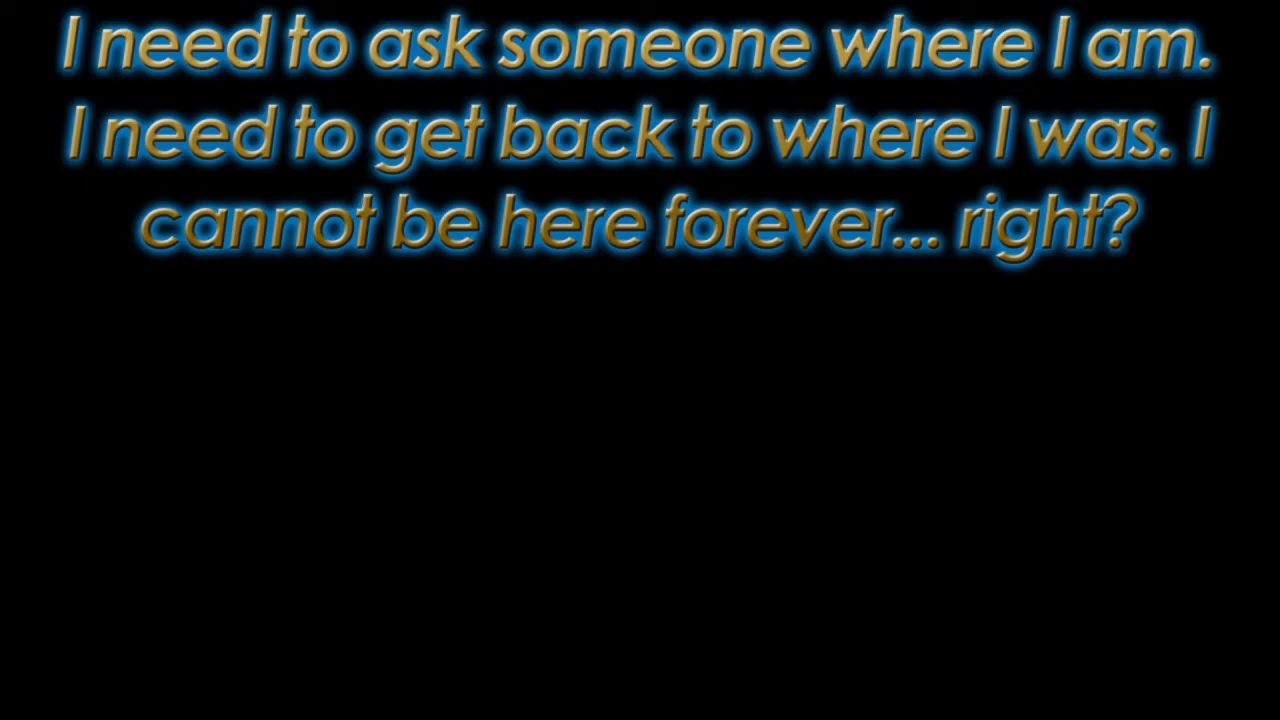 I need to ask someone where I am.
I need to get back to where I was. I
cannot be here forever... right?